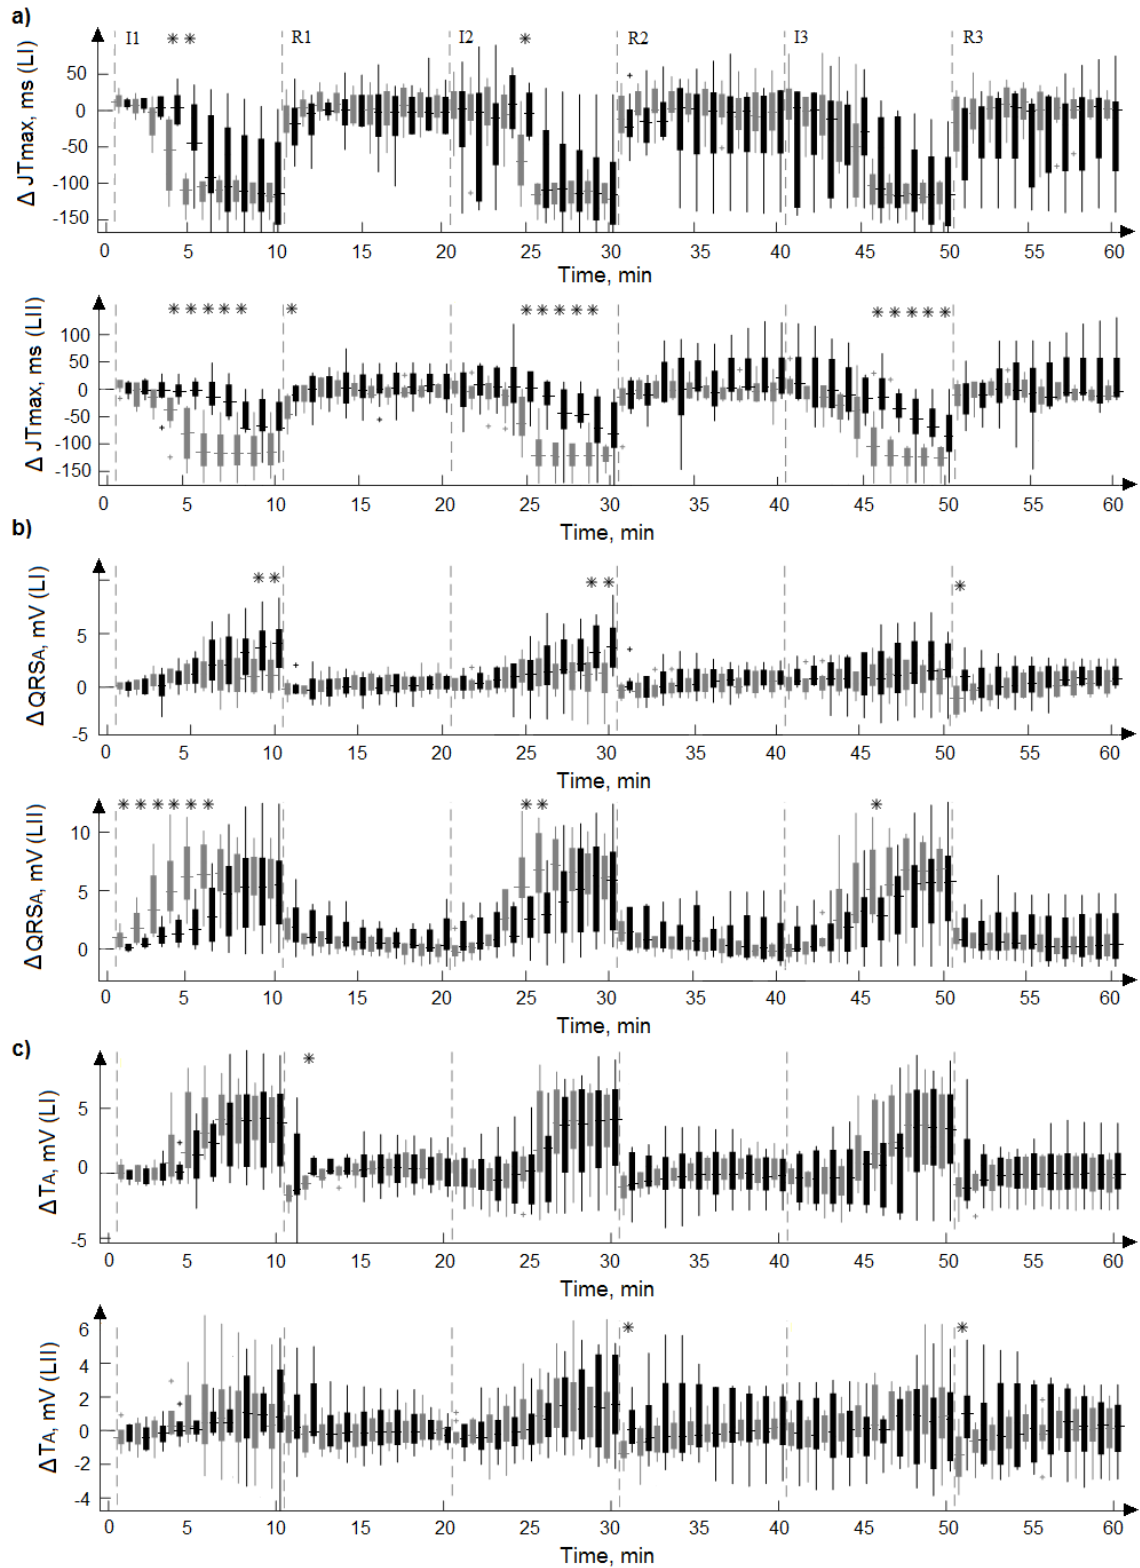 a)
I1 ** R1 I2 * R2 I3 R3
Δ JTmax, ms (LI)
50
0
-50
-100
-150
0 5 10 15 20 25 30 35 40 45 50 55 60
Time, min
***** * ***** *****
Δ JTmax, ms (LII)
100
50
0
-50
-100
-150
0 5 10 15 20 25 30 35 40 45 50 55 60
Time, min
b)
** ** *
ΔQRSA, mV (LI)
5
0
-5
0 5 10 15 20 25 30 35 40 45 50 55 60
Time, min
****** ** *
ΔQRSA, mV (LII)
10
5
0
0 5 10 15 20 25 30 35 40 45 50 55 60
Time, min
c)
*
ΔTA, mV (LI)
5
0
-5
0 5 10 15 20 25 30 35 40 45 50 55 60
Time, min
* *
ΔTA, mV (LII)
6
4
2
0
-2
-4
0 5 10 15 20 25 30 35 40 45 50 55 60
Time, min